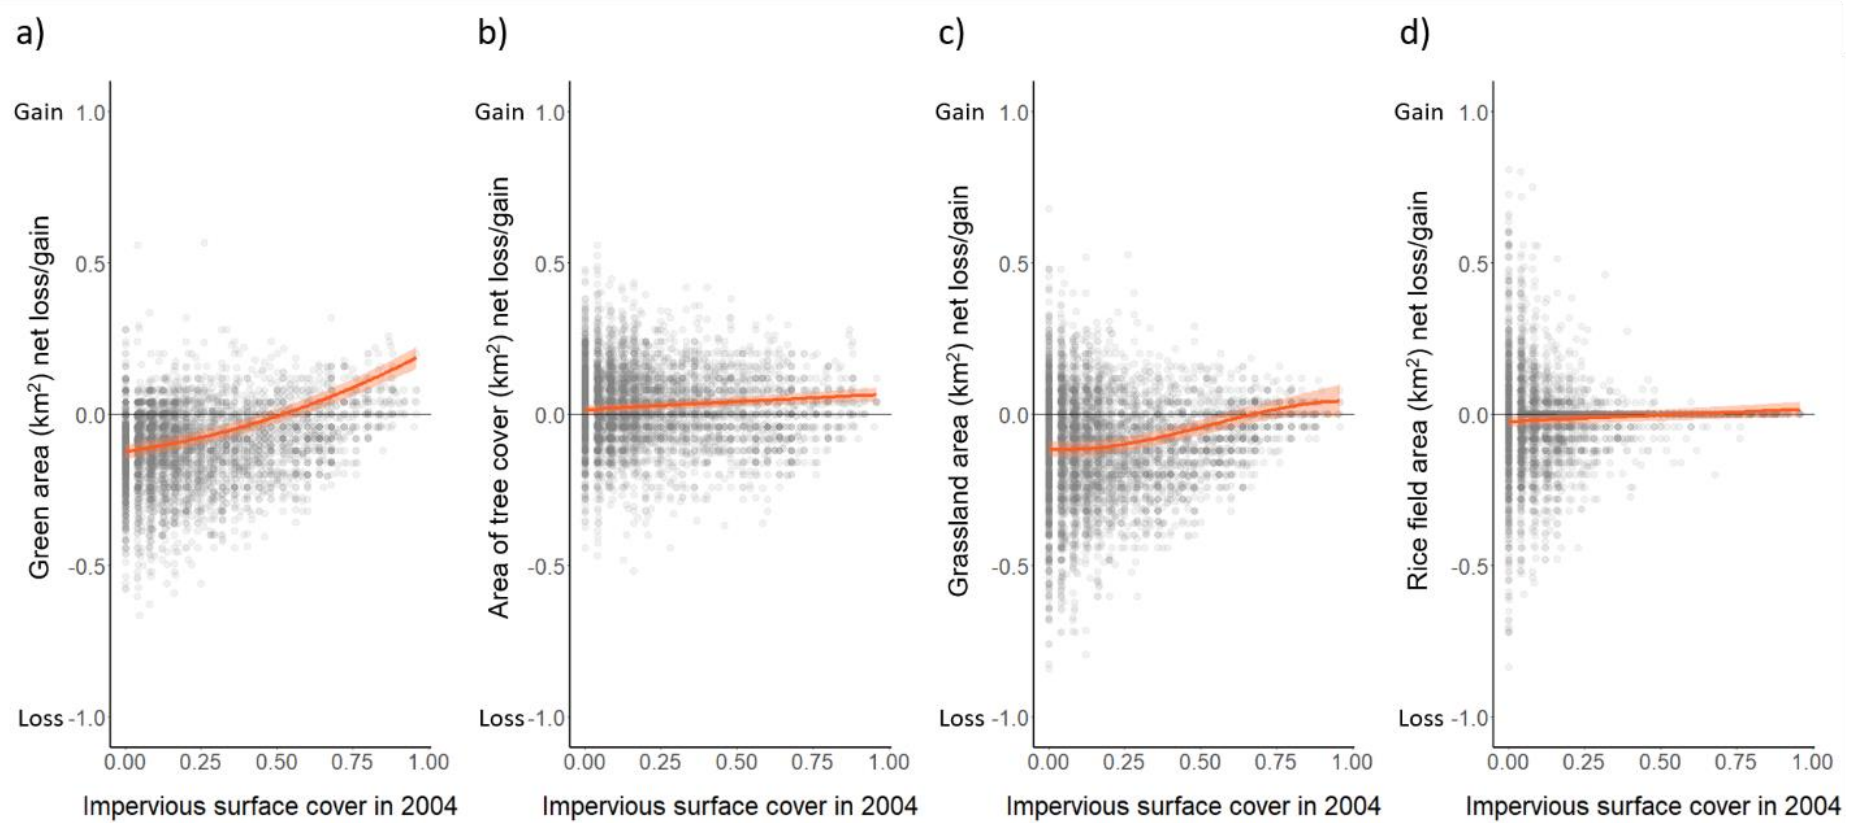 a)
Gain 1.0
0.5
0.0
-0.5
Loss -1.0
Green area (km²) net loss/gain
0.00 0.25 0.50 0.75 1.00
Impervious surface cover in 2004
b)
Gain 1.0
0.5
0.0
-0.5
Loss -1.0
Area of tree cover (km²) net loss/gain
0.00 0.25 0.50 0.75 1.00
Impervious surface cover in 2004
c)
Gain 1.0
0.5
0.0
-0.5
Loss -1.0
Grassland area (km²) net loss/gain
0.00 0.25 0.50 0.75 1.00
Impervious surface cover in 2004
d)
Gain 1.0
0.5
0.0
-0.5
Loss -1.0
Rice field area (km²) net loss/gain
0.00 0.25 0.50 0.75 1.00
Impervious surface cover in 2004